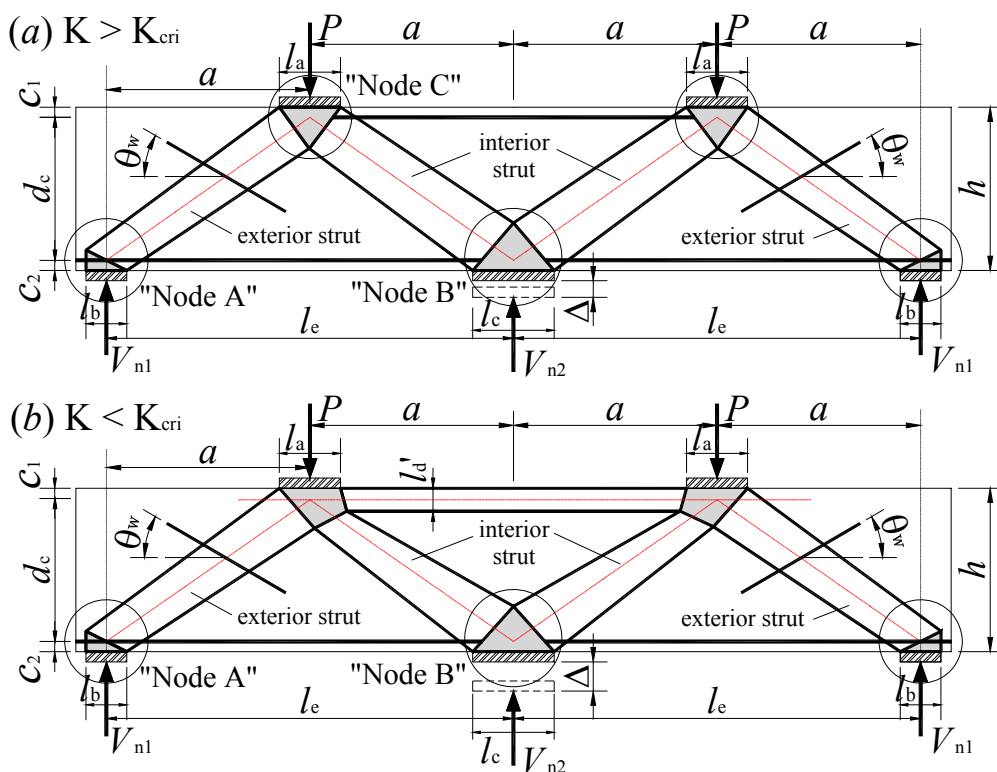 (a) K > Kcri
a
P
a
a
P
a
la
"Node C"
la
c1
θw
dc
c2
interior
strut
θw
h
exterior strut
exterior strut
"Node A"
"Node B"
lb
le
lc
Δ
le
lb
Vn1
Vn2
Vn1
(b) K < Kcri
a
P
a
a
P
a
la
ld'
la
c1
θw
dc
c2
interior
strut
θw
h
exterior strut
exterior strut
"Node A"
"Node B"
lb
le
Δ
le
lb
Vn1
lc
Vn2
Vn1